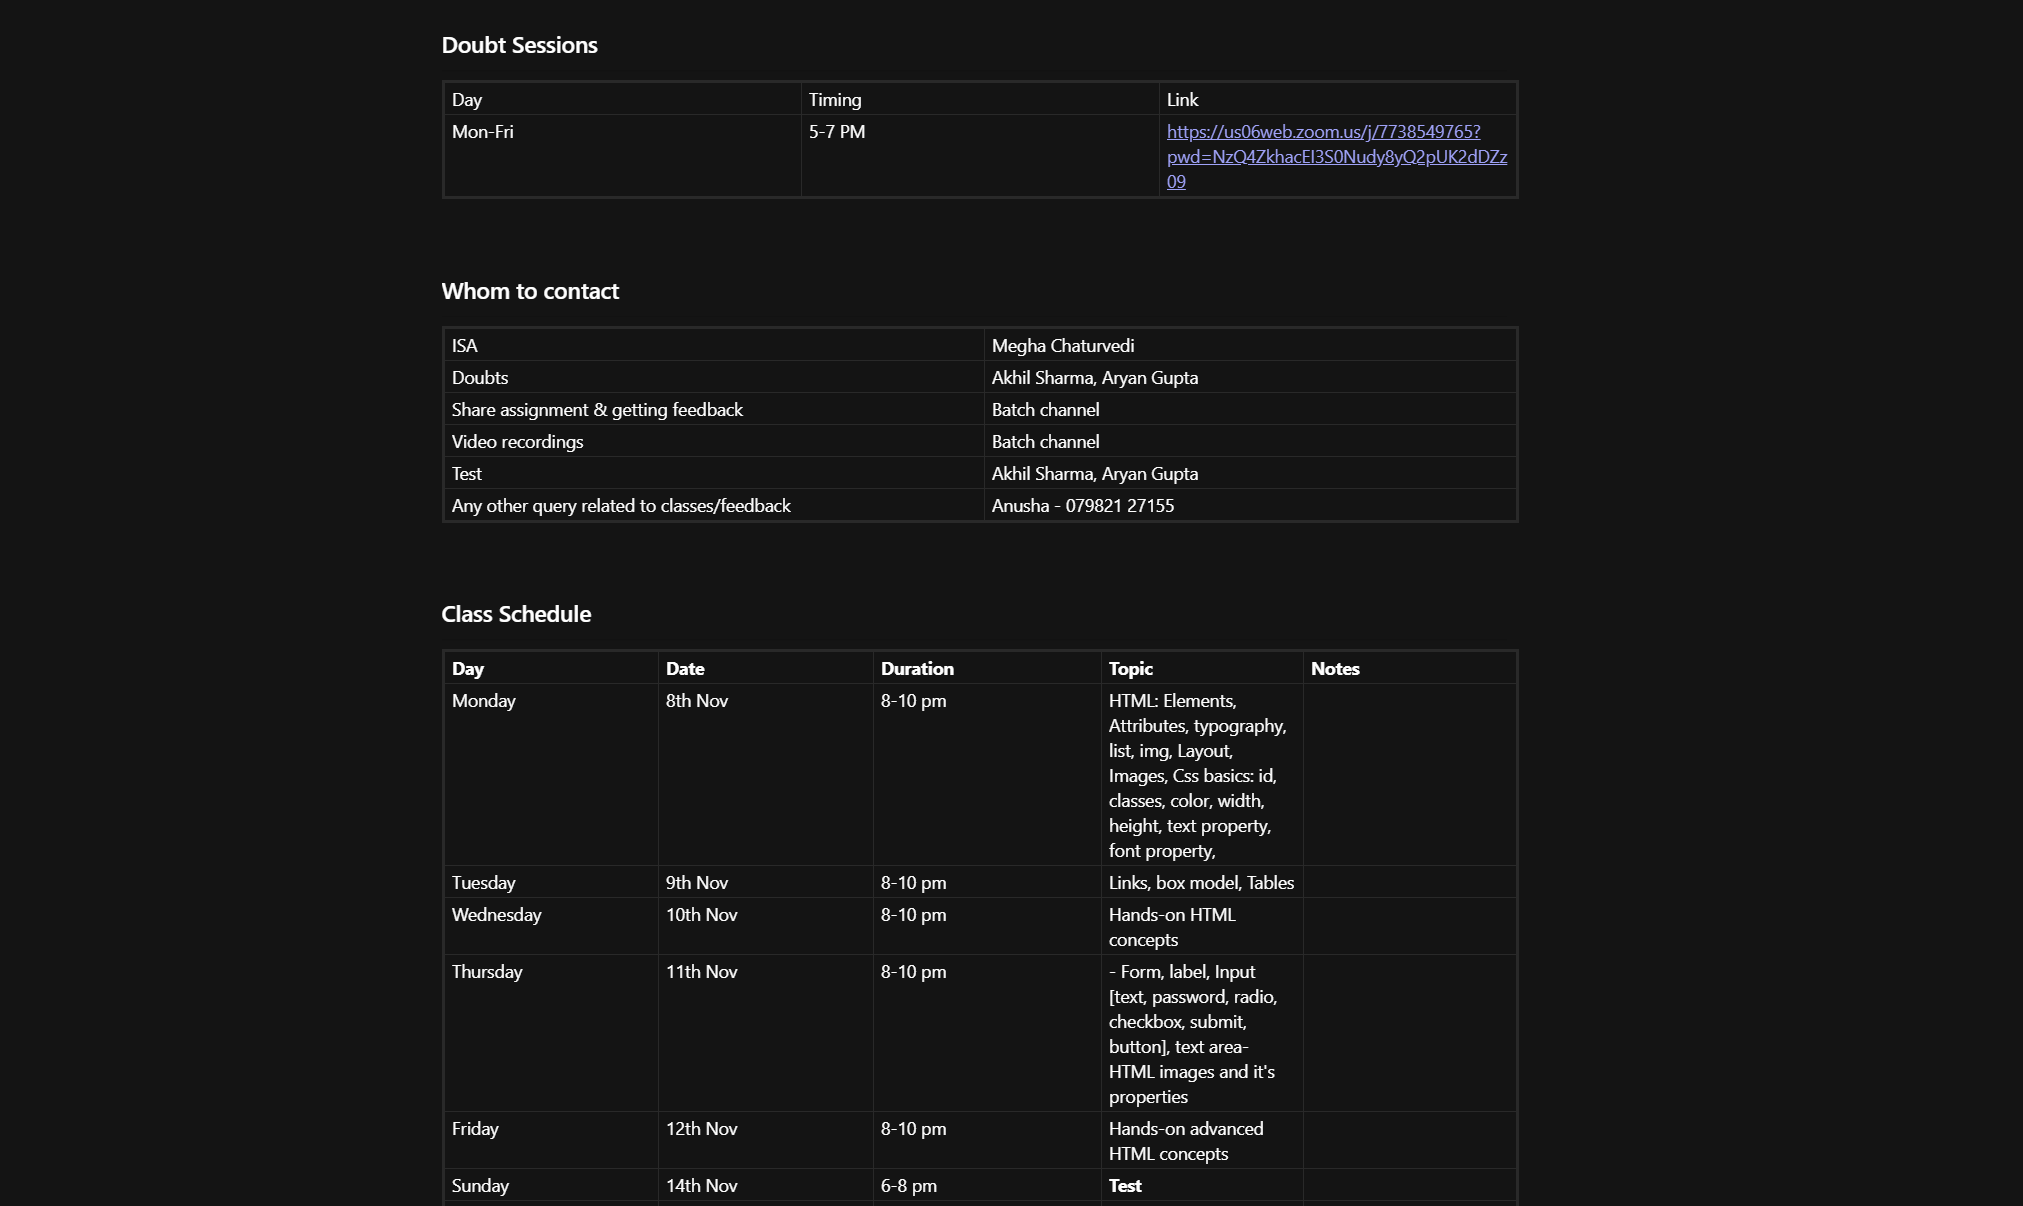 Doubt Sessions
Day Timing Link
Mon-Fri 5-7 PM https://us06web.zoom.us/j/7738549765?
pwd=NzQ4ZkhacEI3S0Nudy8yQ2pUK2dDZz
09
Whom to contact
ISA Megha Chaturvedi
Doubts Akhil Sharma, Aryan Gupta
Share assignment & getting feedback Batch channel
Video recordings Batch channel
Test Akhil Sharma, Aryan Gupta
Any other query related to classes/feedback Anusha - 079821 27155
Class Schedule
Day Date Duration Topic Notes
Monday 8th Nov 8-10 pm HTML: Elements,
Attributes, typography,
list, img, Layout,
Images, Css basics: id,
classes, color, width,
height, text property,
font property,
Tuesday 9th Nov 8-10 pm Links, box model, Tables
Wednesday 10th Nov 8-10 pm Hands-on HTML
concepts
Thursday 11th Nov 8-10 pm - Form, label, Input
[text, password, radio,
checkbox, submit,
button], text area-
HTML images and it's
properties
Friday 12th Nov 8-10 pm Hands-on advanced
HTML concepts
Sunday 14th Nov 6-8 pm Test